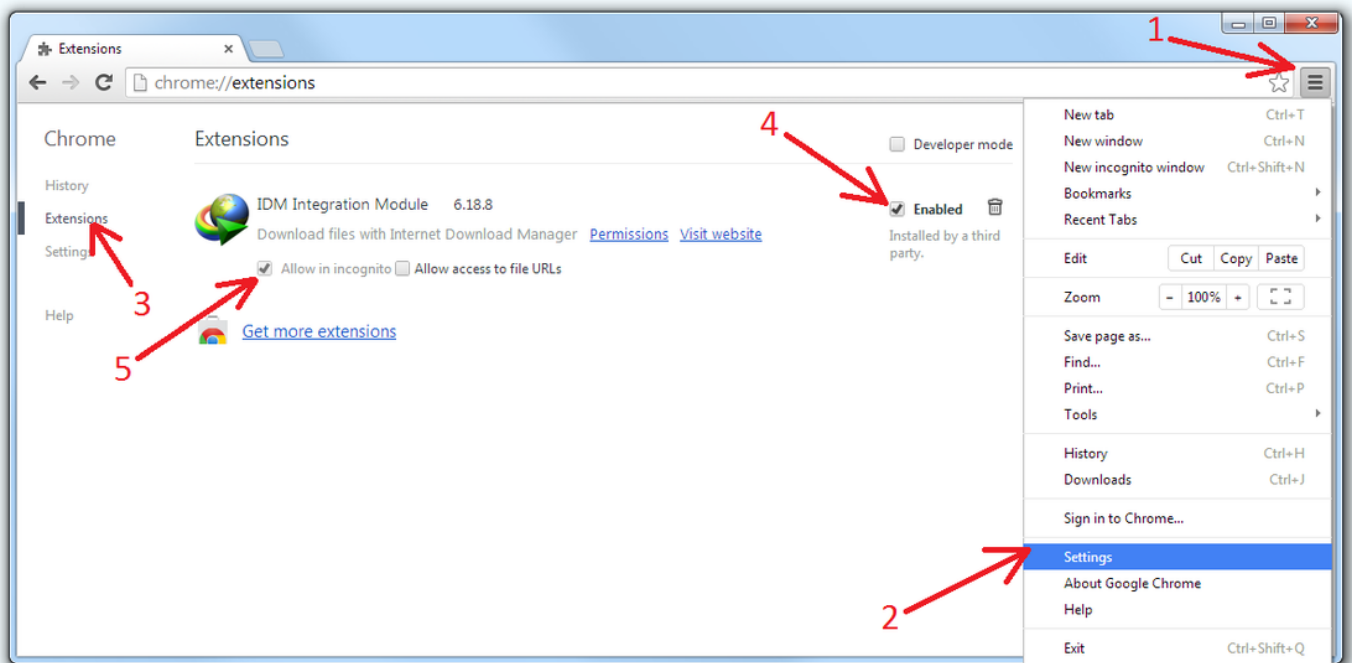 1
Extensions
chrome://extensions
Chrome
History
Extensions
Settings
Help
3
Extensions
4
Developer mode
IDM Integration Module 6.18.8
Enabled
Download files with Internet Download Manager Permissions Visit website
Installed by a third
party.
Allow in incognito Allow access to file URLs
5
Get more extensions
New tab Ctrl+T
New window Ctrl+N
New incognito window Ctrl+Shift+N
Bookmarks
Recent Tabs
Edit Cut Copy Paste
Zoom - 100% +
Save page as... Ctrl+S
Find... Ctrl+F
Print... Ctrl+P
Tools
History Ctrl+H
Downloads Ctrl+J
Sign in to Chrome...
Settings
2
About Google Chrome
Help
Exit Ctrl+Shift+Q